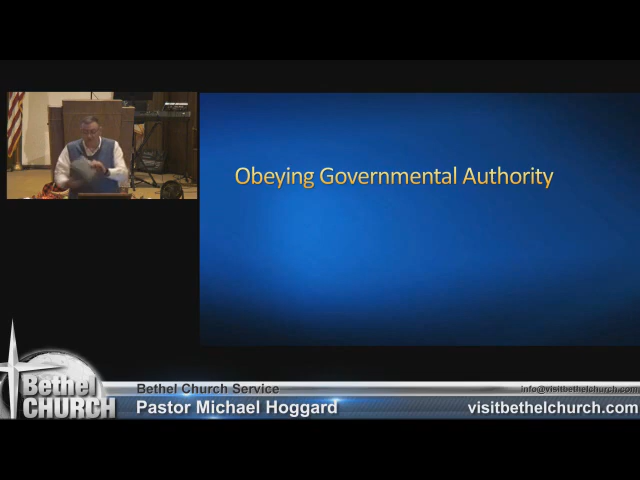 Obeying Governmental Authority
Bethel
CHURCH
Bethel Church Service
info@visitbethelchurch.com
Pastor Michael Hoggard
visitbethelchurch.com